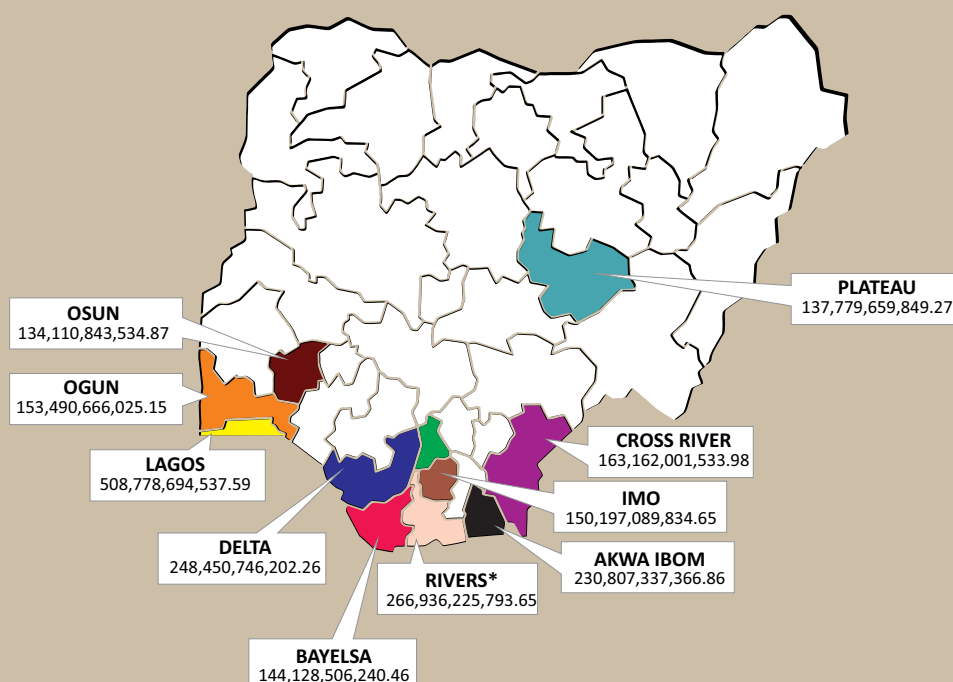 PLATEAU
137,779,659,849.27
OSUN
134,110,843,534.87
OGUN
153,490,666,025.15
LAGOS
508,778,694,537.59
CROSS RIVER
163,162,001,533.98
IMO
150,197,089,834.65
DELTA
248,450,746,202.26
AKWA IBOM
230,807,337,366.86
RIVERS*
266,936,225,793.65
BAYELSA
144,128,506,240.46